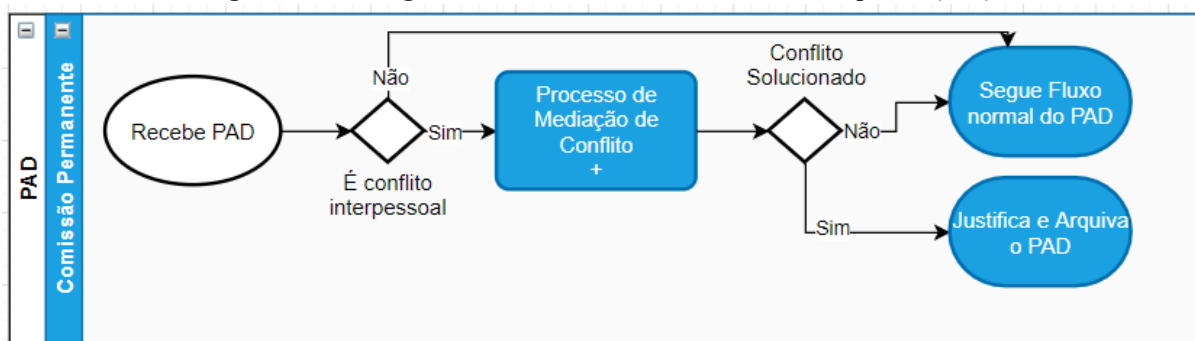 PAD
Comissão Permanente
Recebe PAD
Não
É conflito
interpessoal
Sim
Processo de
Mediação de
Conflito
+
Conflito
Solucionado
Não
Sim
Segue Fluxo
normal do PAD
Justifica e Arquiva
o PAD